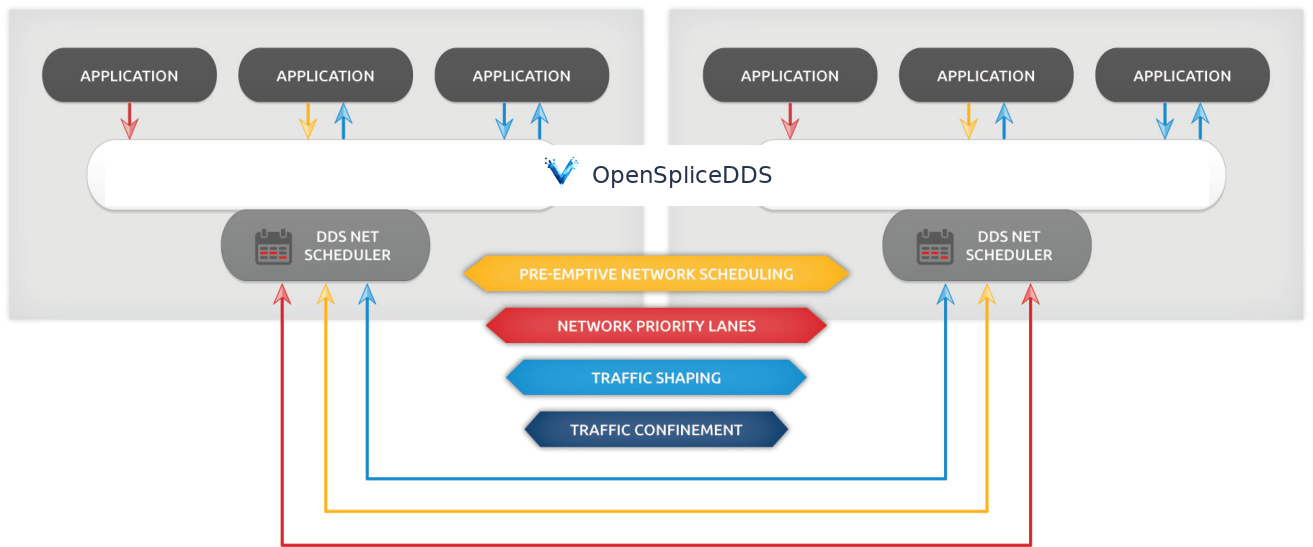 APPLICATION
APPLICATION
APPLICATION
APPLICATION
APPLICATION
APPLICATION
OpenSpliceDDS
DDS NET
SCHEDULER
DDS NET
SCHEDULER
PRE-EMPTIVE NETWORK SCHEDULING
NETWORK PRIORITY LANES
TRAFFIC SHAPING
TRAFFIC CONFINEMENT